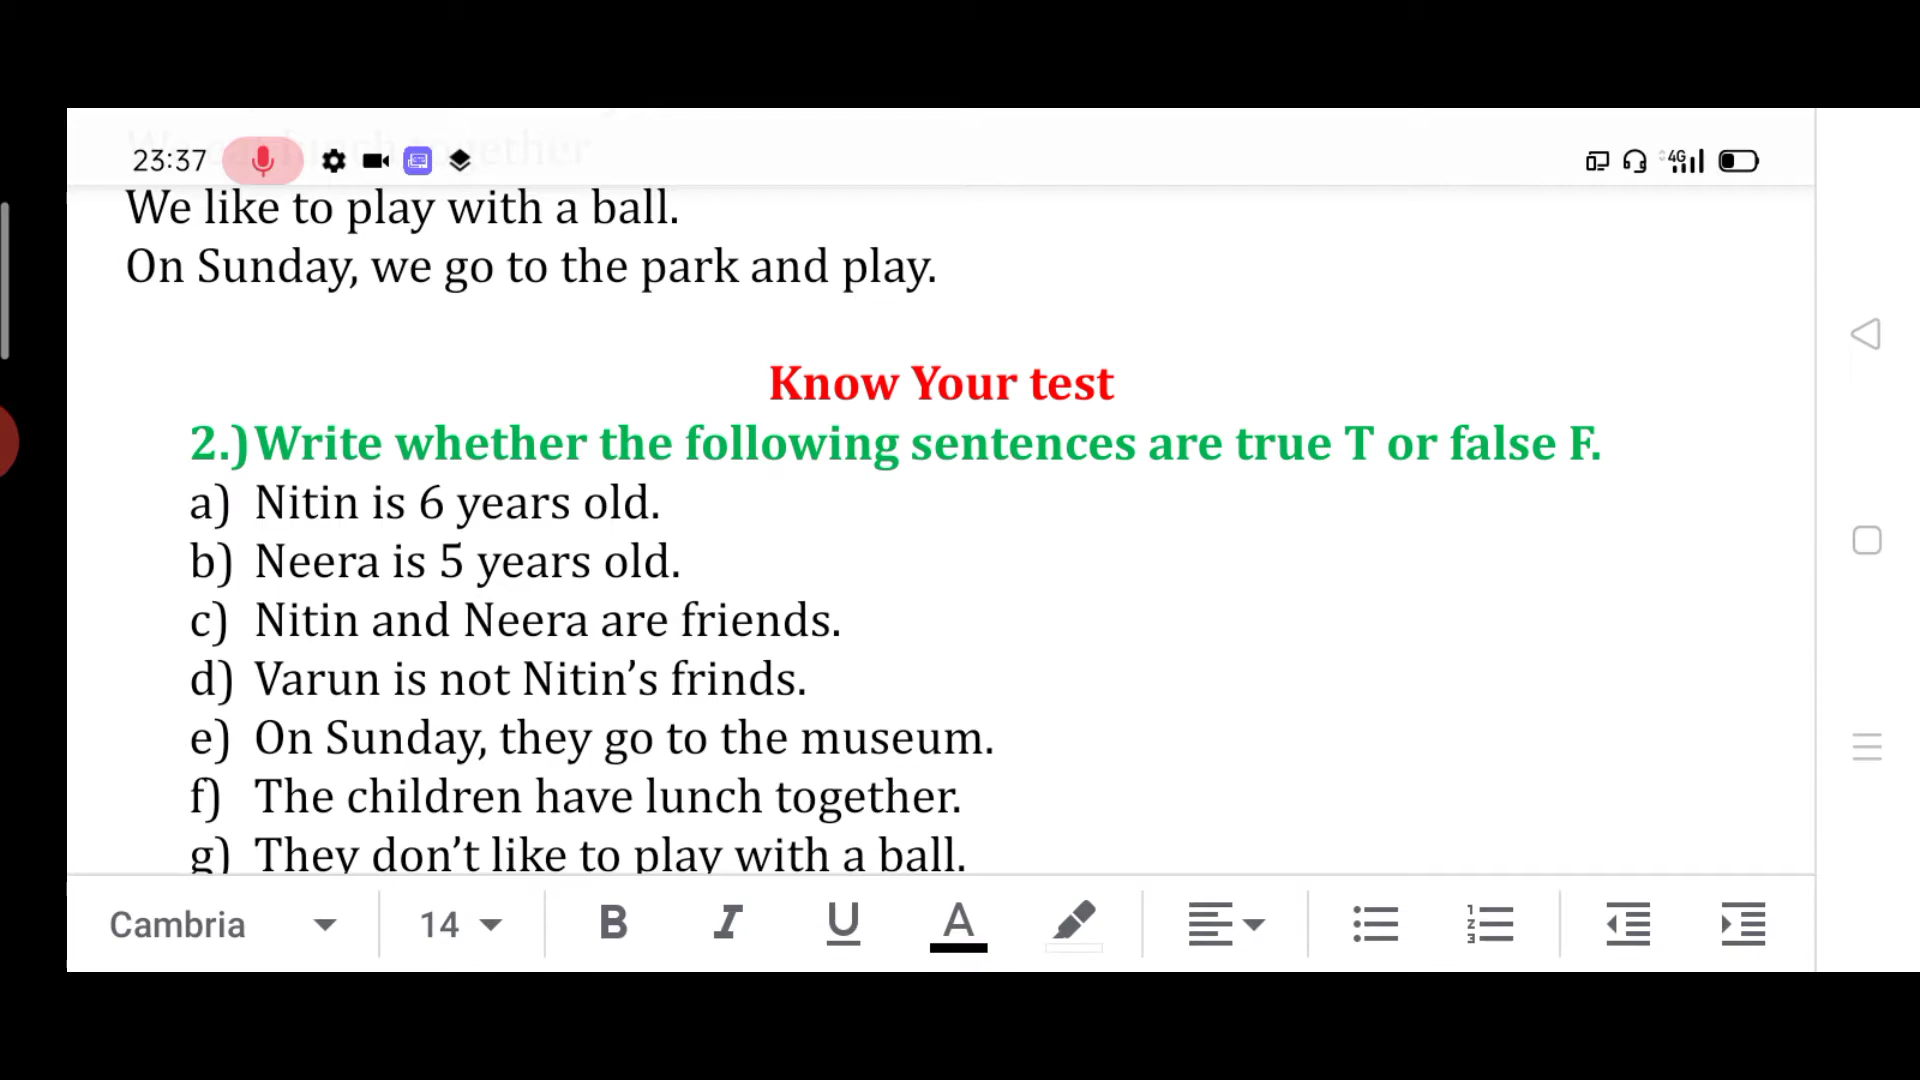 23:37
4G
We like to play with a ball.
On Sunday, we go to the park and play.
Know Your test
2.) Write whether the following sentences are true T or false F.
a) Nitin is 6 years old.
b) Neera is 5 years old.
c) Nitin and Neera are friends.
d) Varun is not Nitin’s frinds.
e) On Sunday, they go to the museum.
f) The children have lunch together.
g) They don’t like to play with a ball.
Cambria 14 B I U A